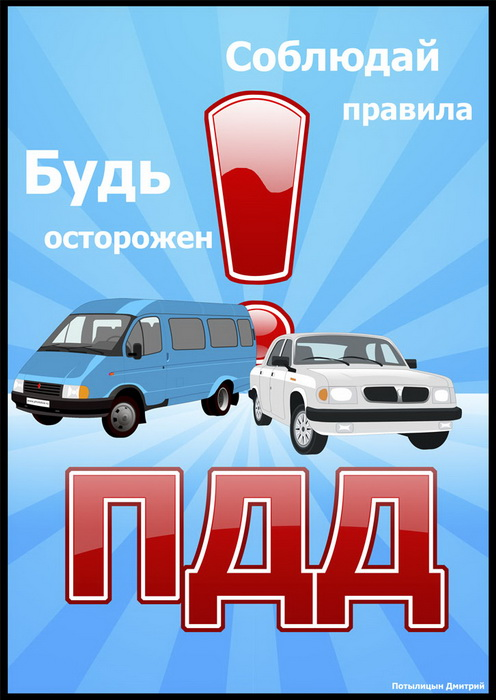 Соблюдай
правила
Будь
осторожен
ПДД
Потылицын Дмитрий